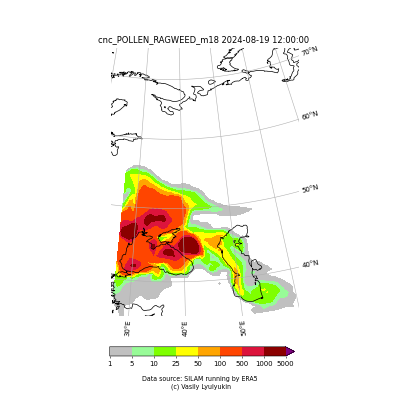 cnc_POLLEN_RAGWEED_m18 2024-08-19 12:00:00
70°N
60°N
50°N
40°N
30°E
40°E
50°E
1 5 10 25 50 100 500 1000 5000
Data source: SILAM running by ERA5
(c) Vasily Lyulyukin